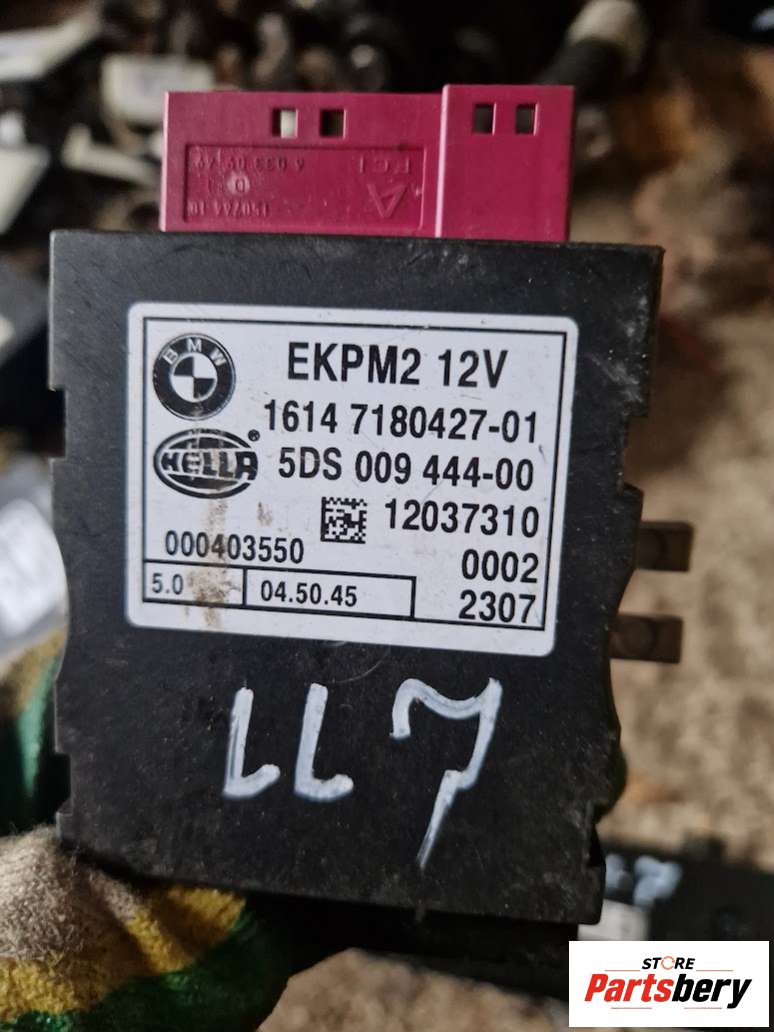 FCI
BMW
EKPM2 12V
1614 7180427-01
HELLA ®
5DS 009 444-00
12037310
000403550
0002
5.0
04.50.45
2307
STORE
Partsbery